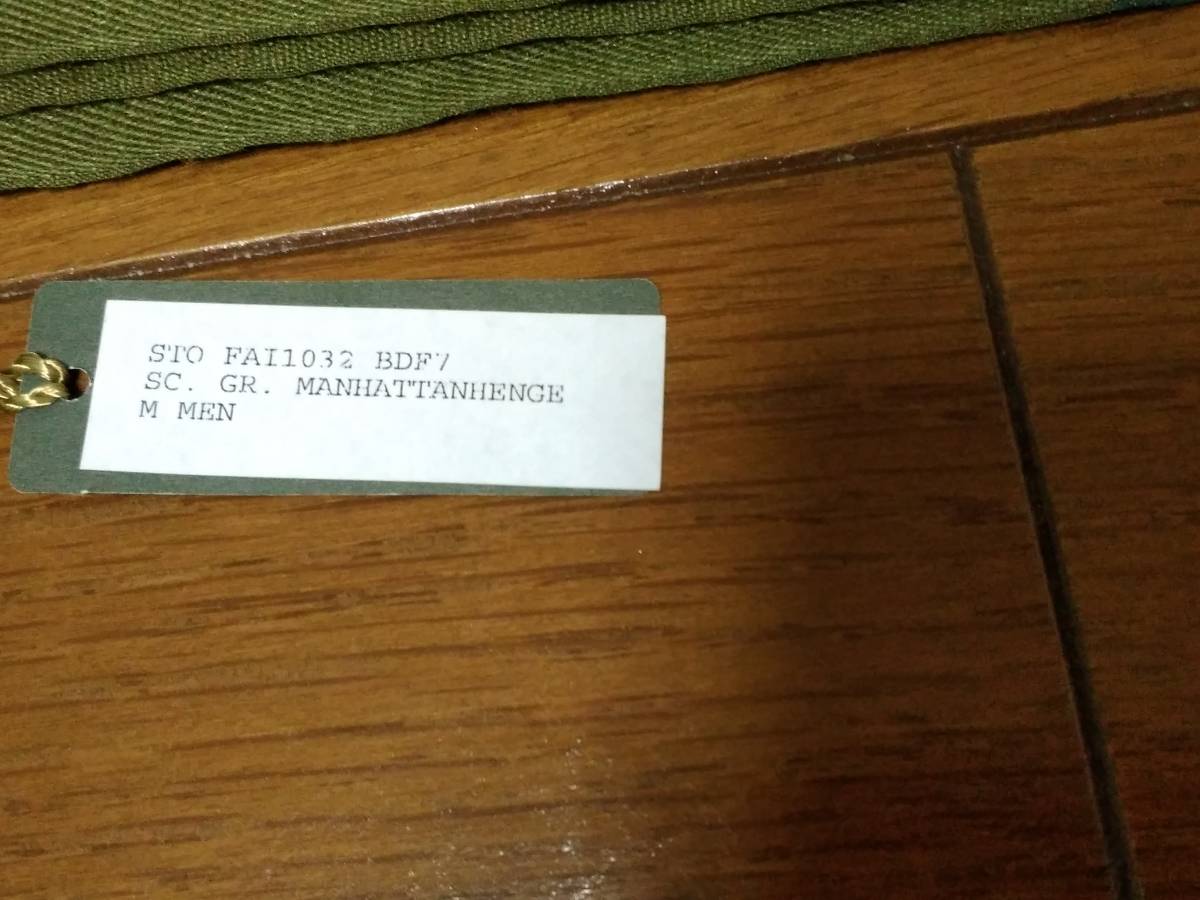 STO FAI1032 BDF7
SC. GR. MANHATTANHENGE
M MEN